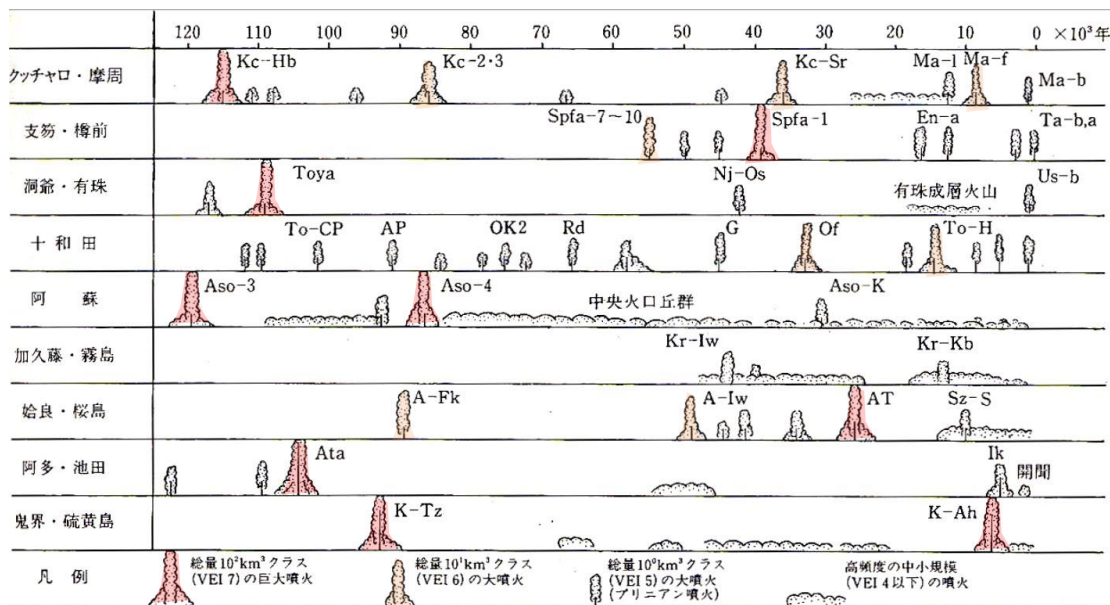 120 110 100 90 80 70 60 50 40 30 20 10 0 ×10³年
クッチャロ・摩周
Kc-Hb Kc-2・3 Kc-Sr Ma-l Ma-f Ma-b
支笏・樽前
Spfa-7~10 Spfa-1 En-a Ta-b,a
洞爺・有珠
Toya Nj-Os 有珠成層火山 Us-b
十和田
To-CP AP OK2 Rd G Of To-H
阿蘇
Aso-3 Aso-4 中央火口丘群 Aso-K
加久藤・霧島
Kr-Iw Kr-Kb
姶良・桜島
A-Fk A-Iw AT Sz-S
阿多・池田
Ata Ik 開聞
鬼界・硫黄島
K-Tz K-Ah
凡例
総量10²km³クラス
(VEI 7)の巨大噴火
総量10¹km³クラス
(VEI 6)の大噴火
総量10⁰km³クラス
(VEI 5)の大噴火
(プリニアン噴火)
高頻度の中小規模
(VEI 4以下)の噴火